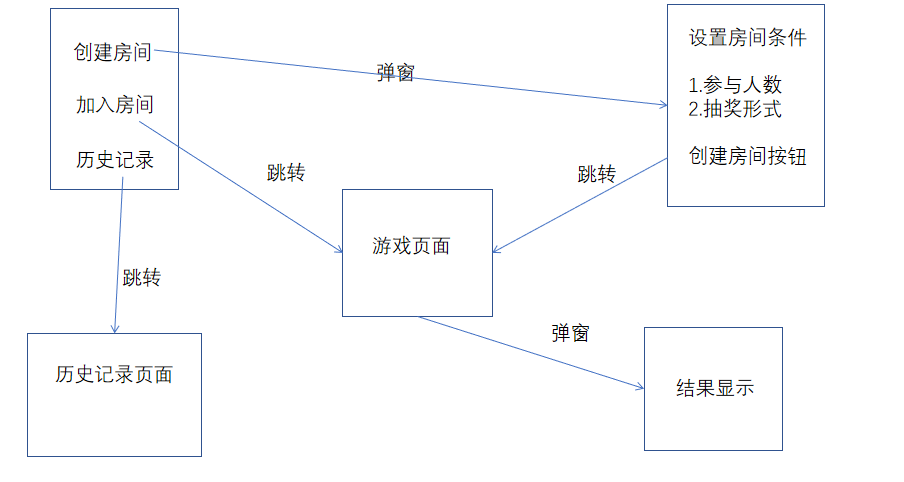 创建房间
加入房间
历史记录
弹窗
设置房间条件
1.参与人数
2.抽奖形式
创建房间按钮
跳转
跳转
游戏页面
跳转
弹窗
历史记录页面
结果显示